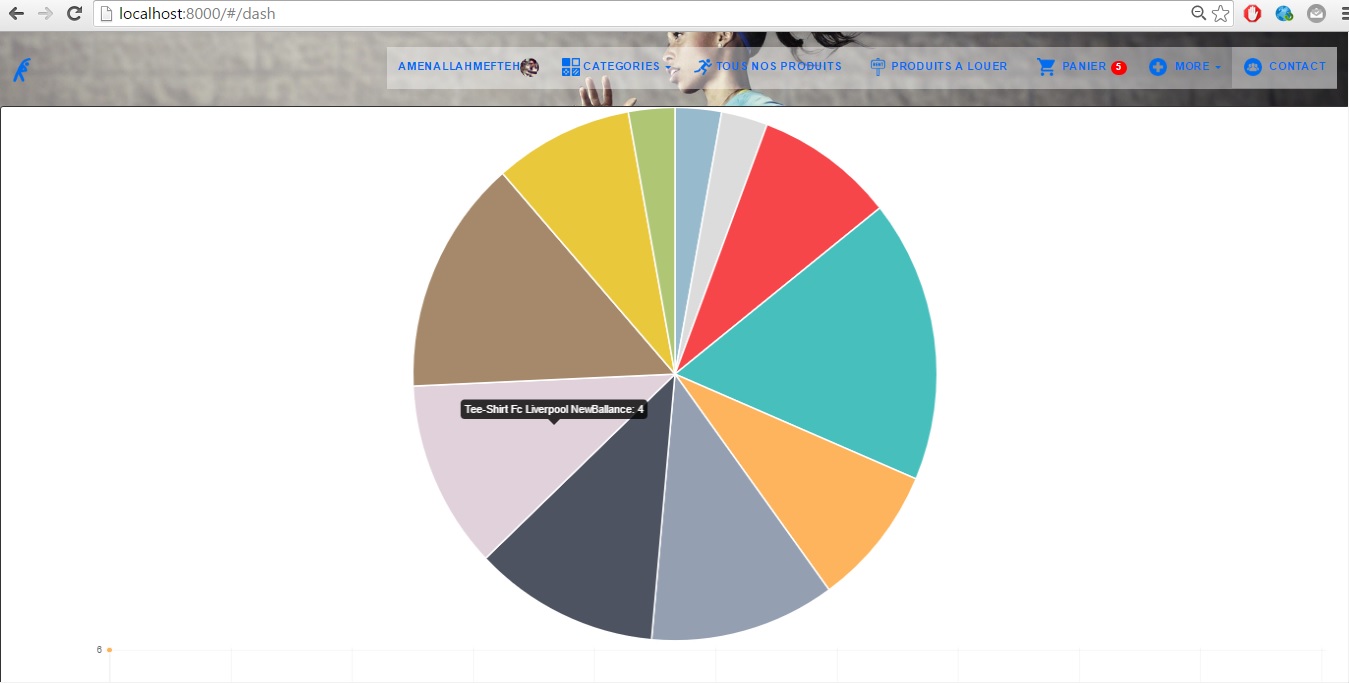 localhost:8000/#/dash
AMENALLAHMEFTEH CATEGORIES TOUS NOS PRODUITS PRODUITS A LOUER PANIER 5 MORE CONTACT
Tee-Shirt Fc Liverpool NewBallance: 4
6